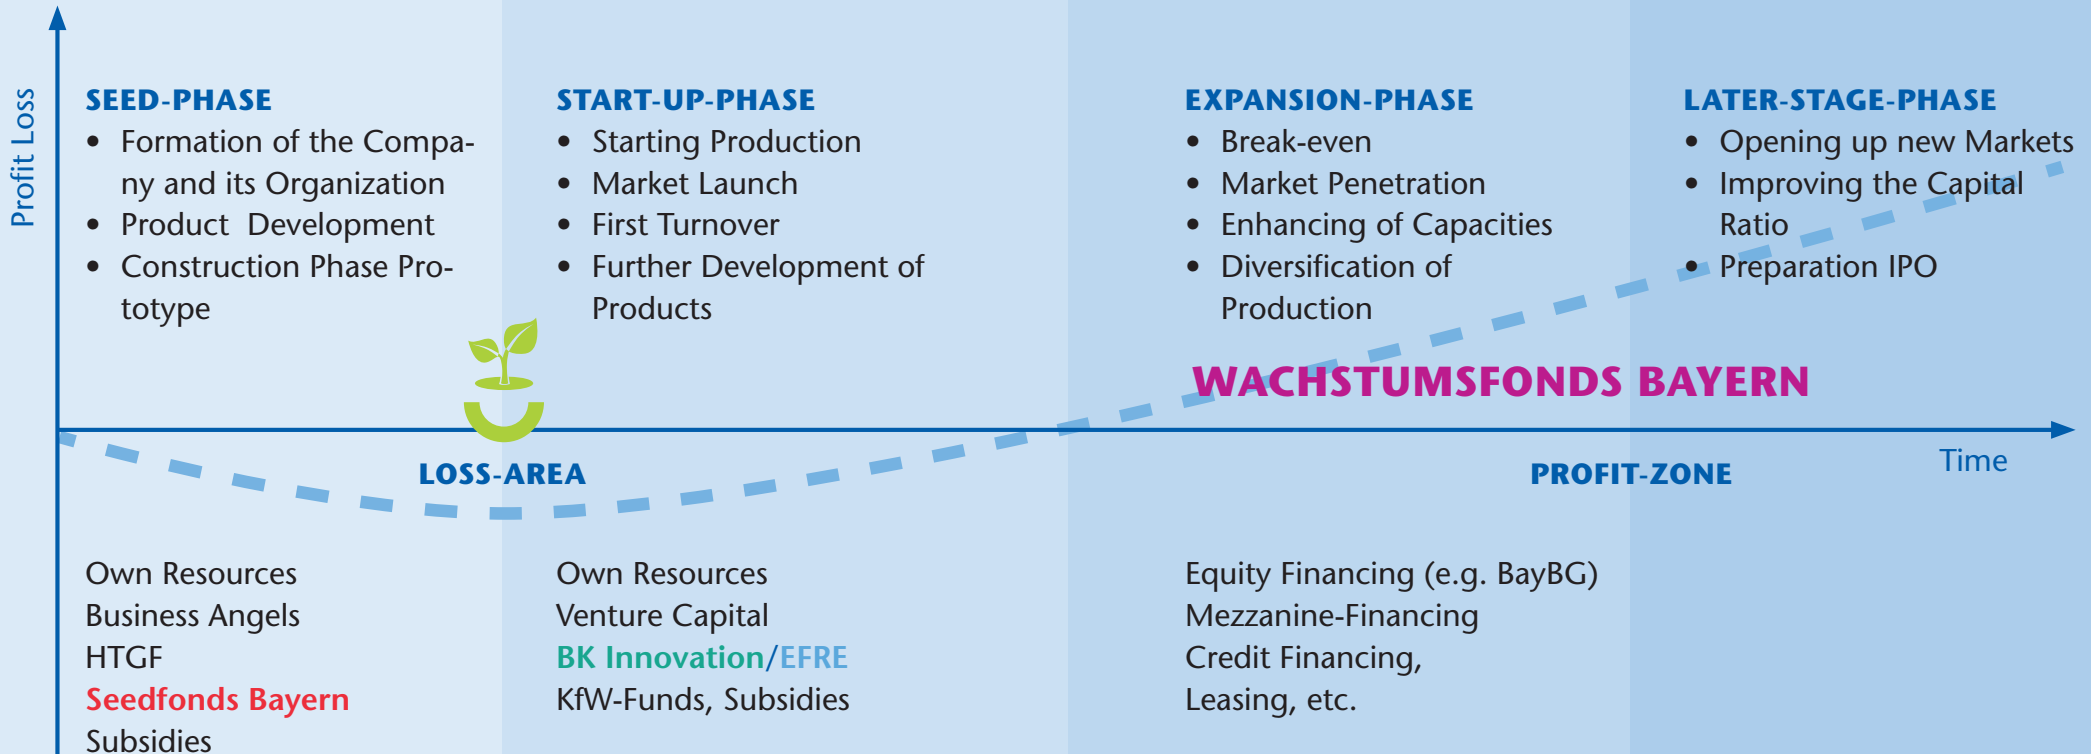 Profit Loss
SEED-PHASE
• Formation of the Compa-
ny and its Organization
• Product Development
• Construction Phase Pro-
totype
START-UP-PHASE
• Starting Production
• Market Launch
• First Turnover
• Further Development of
Products
EXPANSION-PHASE
• Break-even
• Market Penetration
• Enhancing of Capacities
• Diversification of
Production
LATER-STAGE-PHASE
• Opening up new Markets
• Improving the Capital
Ratio
• Preparation IPO
WACHSTUMSFONDS BAYERN
LOSS-AREA
PROFIT-ZONE
Time
Own Resources
Business Angels
HTGF
Seedfonds Bayern
Subsidies
Own Resources
Venture Capital
BK Innovation/EFRE
KfW-Funds, Subsidies
Equity Financing (e.g. BayBG)
Mezzanine-Financing
Credit Financing,
Leasing, etc.